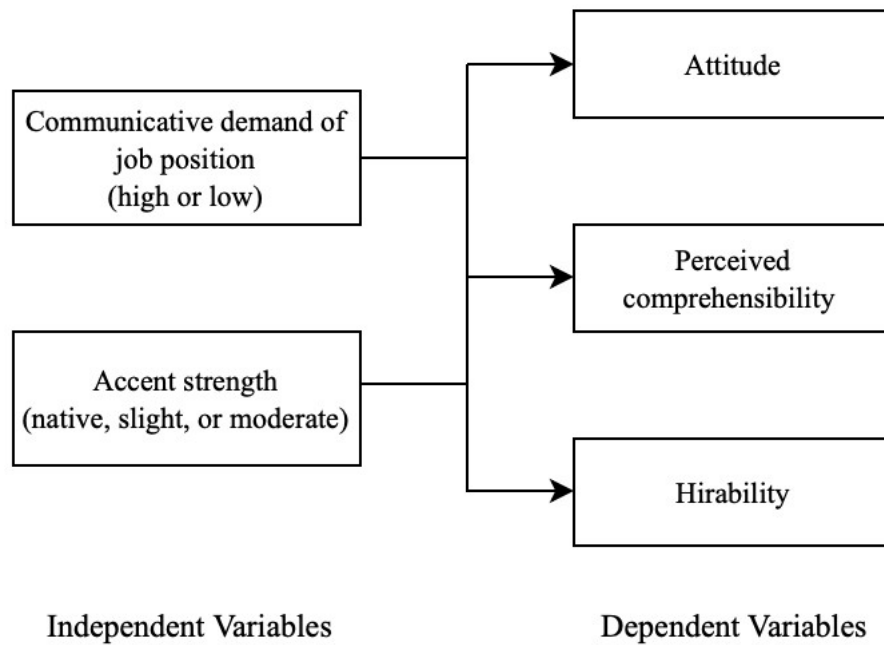 Communicative demand of
job position
(high or low)
Accent strength
(native, slight, or moderate)
Attitude
Perceived
comprehensibility
Hirability
Independent Variables
Dependent Variables